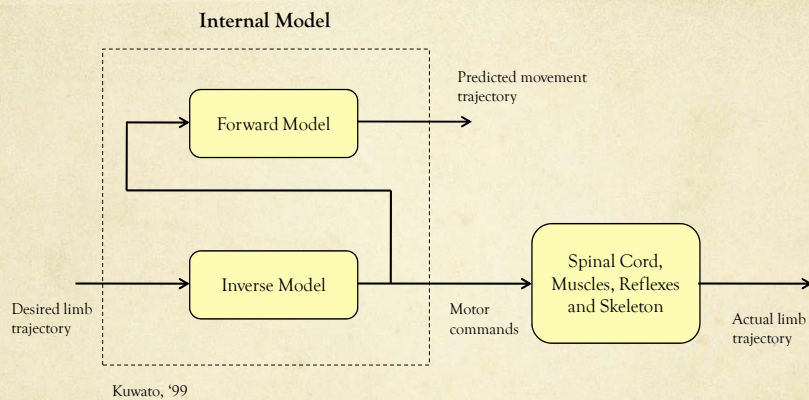 Internal Model
Predicted movement
trajectory
Forward Model
Spinal Cord,
Muscles, Reflexes
and Skeleton
Inverse Model
Desired limb
trajectory
Motor
commands
Actual limb
trajectory
Kuwato, ‘99